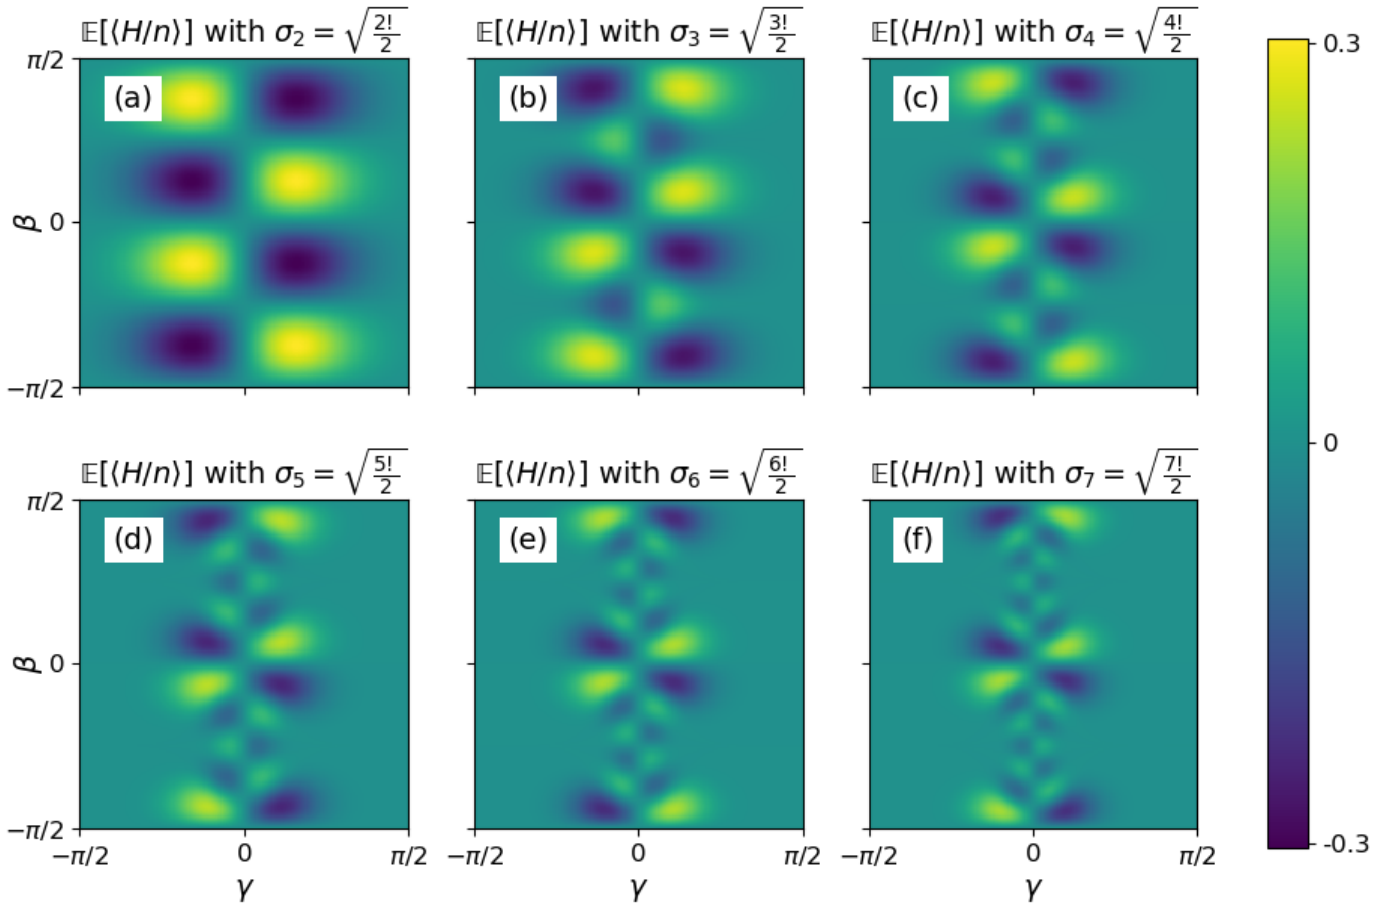 𝔼[⟨H/n⟩] with σ₂ = √(2!/2)
𝔼[⟨H/n⟩] with σ₃ = √(3!/2)
𝔼[⟨H/n⟩] with σ₄ = √(4!/2)
π/2
(a)
(b)
(c)
0.3
β
0
0
−π/2
𝔼[⟨H/n⟩] with σ₅ = √(5!/2)
𝔼[⟨H/n⟩] with σ₆ = √(6!/2)
𝔼[⟨H/n⟩] with σ₇ = √(7!/2)
π/2
(d)
(e)
(f)
β
0
−π/2
-0.3
−π/2 0 π/2
−π/2 0 π/2
−π/2 0 π/2
γ
γ
γ